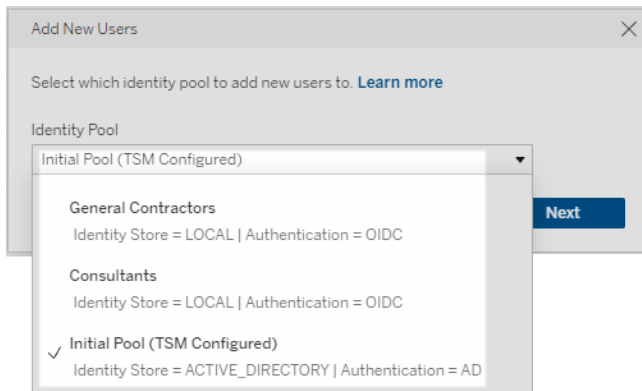 Add New Users
Select which identity pool to add new users to. Learn more
Identity Pool
Initial Pool (TSM Configured)
General Contractors
Identity Store = LOCAL | Authentication = OIDC
Next
Consultants
Identity Store = LOCAL | Authentication = OIDC
Initial Pool (TSM Configured)
Identity Store = ACTIVE_DIRECTORY | Authentication = AD